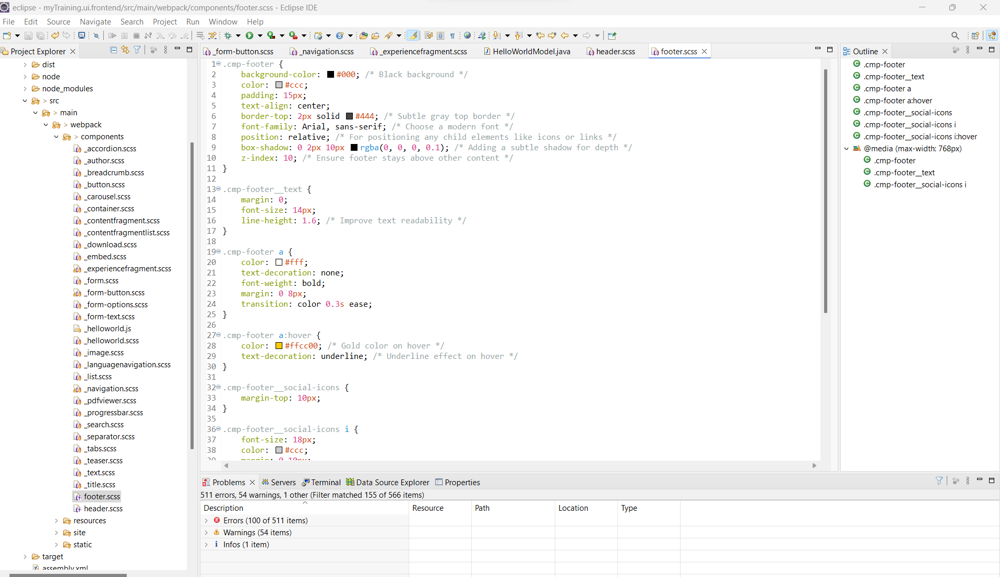 eclipse - myTraining.ui.frontend/src/main/webpack/components/footer.scss - Eclipse IDE
File Edit Source Navigate Search Project Run Window Help
Project Explorer
dist
node
node_modules
> src
> main
> webpack
> components
_accordion.scss
_author.scss
_breadcrumb.scss
_button.scss
_carousel.scss
_container.scss
_contentfragment.scss
_contentfragmentlist.scss
_download.scss
_embed.scss
_experiencefragment.scss
_form.scss
_form-button.scss
_form-options.scss
_form-text.scss
_helloworld.js
_helloworld.scss
_image.scss
_languagenavigation.scss
_list.scss
_navigation.scss
_pdfviewer.scss
_progressbar.scss
_search.scss
_separator.scss
_tabs.scss
_teaser.scss
_text.scss
_title.scss
footer.scss
header.scss
resources
site
static
target
assembly.xml
_form-button.scss _navigation.scss _experiencefragment.scss HelloWorldModel.java header.scss footer.scss
1 .cmp-footer {
2 background-color: #000; /* Black background */
3 color: #ccc;
4 padding: 15px;
5 text-align: center;
6 border-top: 2px solid #444; /* Subtle gray top border */
7 font-family: Arial, sans-serif; /* Choose a modern font */
8 position: relative; /* For positioning any child elements like icons or links */
9 box-shadow: 0 2px 10px rgba(0, 0, 0, 0.1); /* Adding a subtle shadow for depth */
10 z-index: 10; /* Ensure footer stays above other content */
11 }
12
13 .cmp-footer__text {
14 margin: 0;
15 font-size: 14px;
16 line-height: 1.6; /* Improve text readability */
17 }
18
19 .cmp-footer a {
20 color: #fff;
21 text-decoration: none;
22 font-weight: bold;
23 margin: 0 8px;
24 transition: color 0.3s ease;
25 }
26
27 .cmp-footer a:hover {
28 color: #ffcc00; /* Gold color on hover */
29 text-decoration: underline; /* Underline effect on hover */
30 }
31
32 .cmp-footer__social-icons {
33 margin-top: 10px;
34 }
35
36 .cmp-footer__social-icons i {
37 font-size: 18px;
38 color: #ccc;
39 margin: 0 10px;
Outline
.cmp-footer
.cmp-footer__text
.cmp-footer a
.cmp-footer a:hover
.cmp-footer__social-icons
.cmp-footer__social-icons i
.cmp-footer__social-icons i:hover
@media (max-width: 768px)
.cmp-footer
.cmp-footer__text
.cmp-footer__social-icons i
Problems Servers Terminal Data Source Explorer Properties
511 errors, 54 warnings, 1 other (Filter matched 155 of 566 items)
Description Resource Path Location Type
Errors (100 of 511 items)
Warnings (54 items)
Infos (1 item)